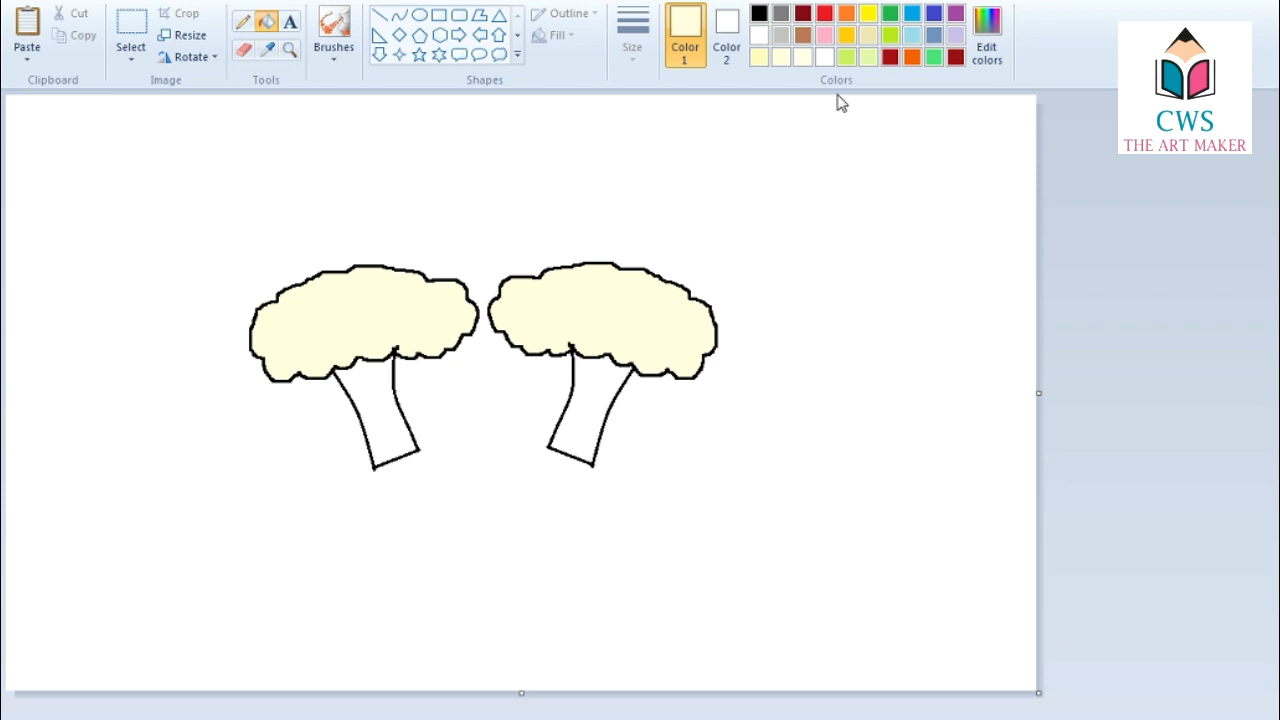 Cut
Crop
Outline
Copy
Resize
Fill
Paste
Select
Rotate
A
Brushes
Size
Color
1
Color
2
Edit
colors
Clipboard
Image
Tools
Shapes
Colors
CWS
THE ART MAKER